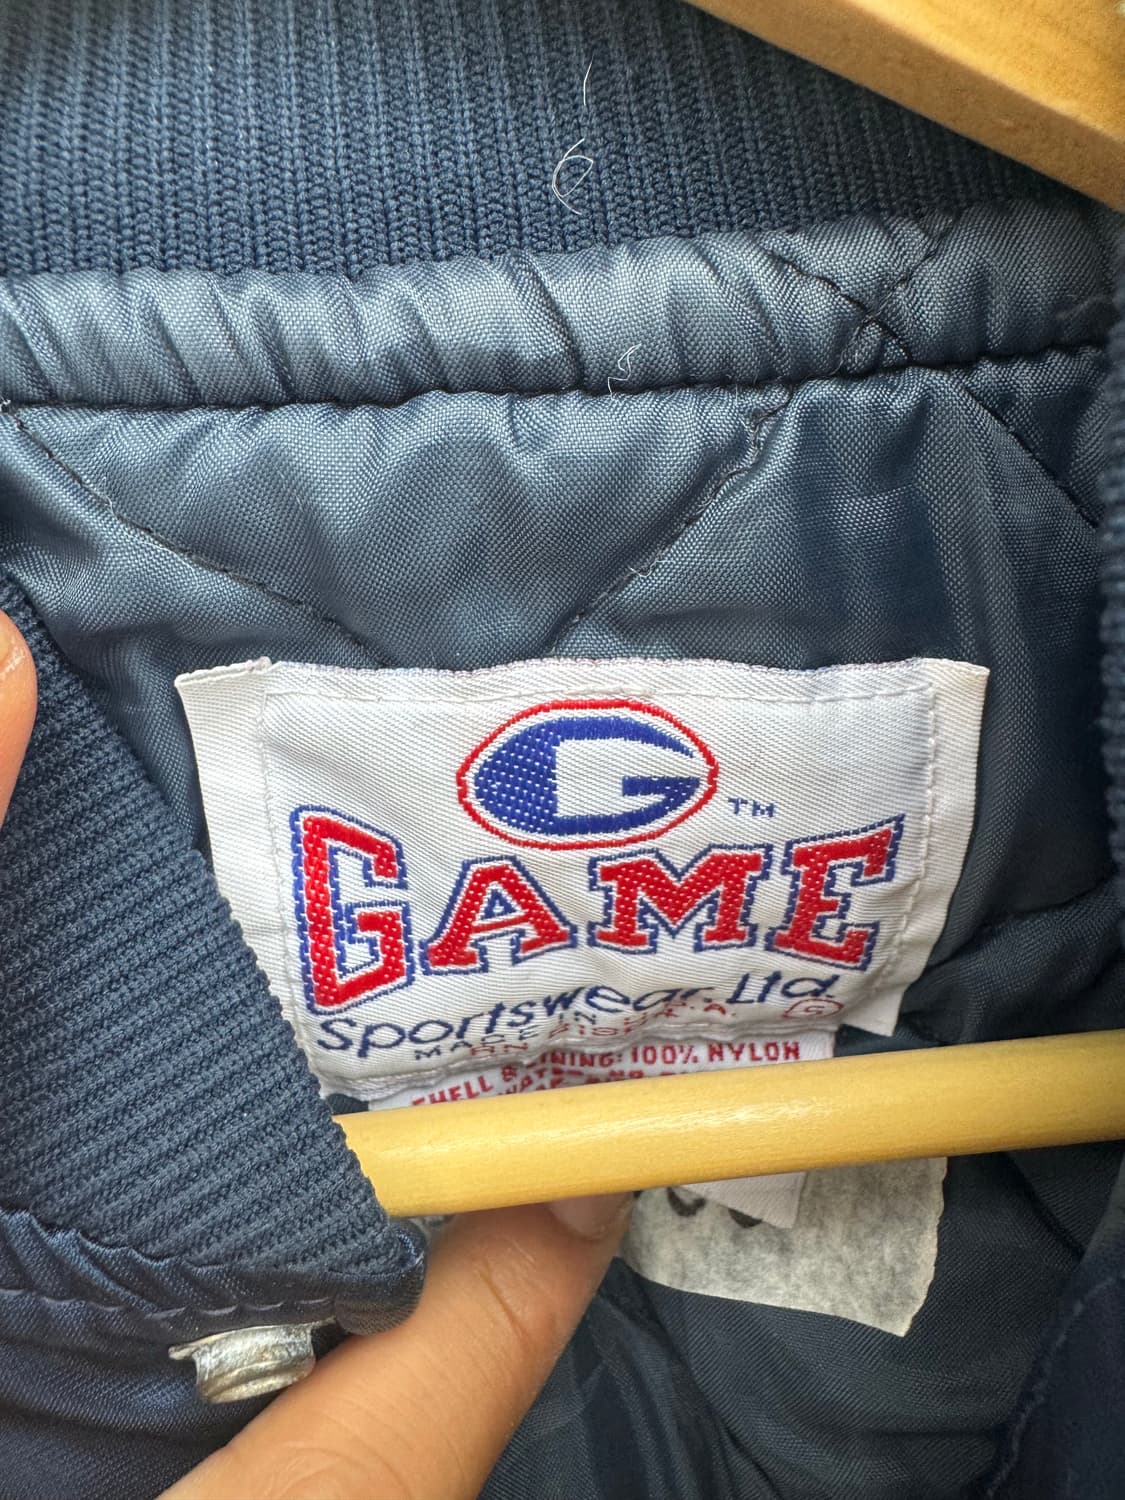 G
TM
GAME
Sportswear, Ltd.
MADE IN U.S.A. G
RN
SHELL & LINING: 100% NYLON